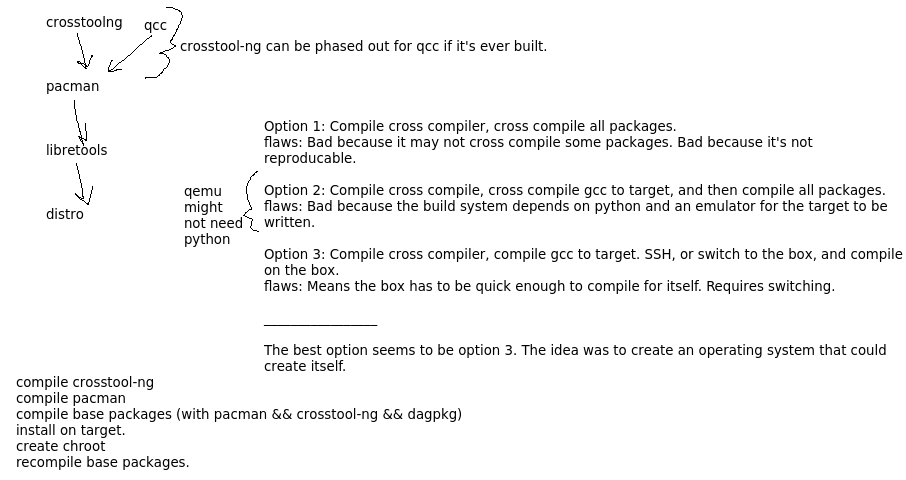 crosstoolng
qcc
crosstool-ng can be phased out for qcc if it's ever built.
pacman
libretools
distro
Option 1: Compile cross compiler, cross compile all packages.
flaws: Bad because it may not cross compile some packages. Bad because it's not
reproducable.
qemu
might
not need
python
Option 2: Compile cross compile, cross compile gcc to target, and then compile all packages.
flaws: Bad because the build system depends on python and an emulator for the target to be
written.
Option 3: Compile cross compiler, compile gcc to target. SSH, or switch to the box, and compile
on the box.
flaws: Means the box has to be quick enough to compile for itself. Requires switching.
_________________
The best option seems to be option 3. The idea was to create an operating system that could
create itself.
compile crosstool-ng
compile pacman
compile base packages (with pacman && crosstool-ng && dagpkg)
install on target.
create chroot
recompile base packages.